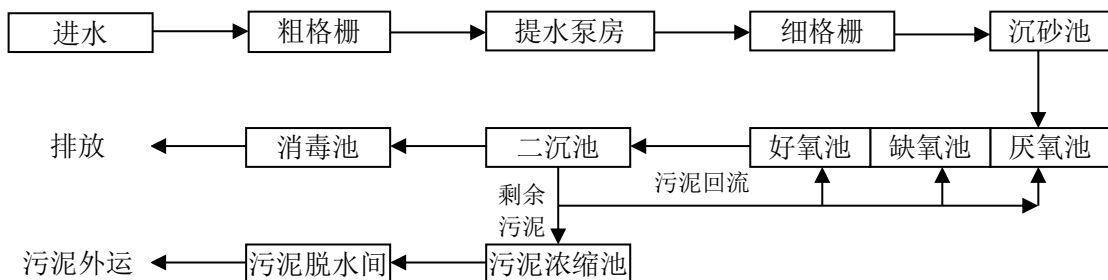 进水
粗格栅
提水泵房
细格栅
沉砂池
排放
消毒池
二沉池
好氧池
缺氧池
厌氧池
剩余
污泥
污泥回流
污泥外运
污泥脱水间
污泥浓缩池